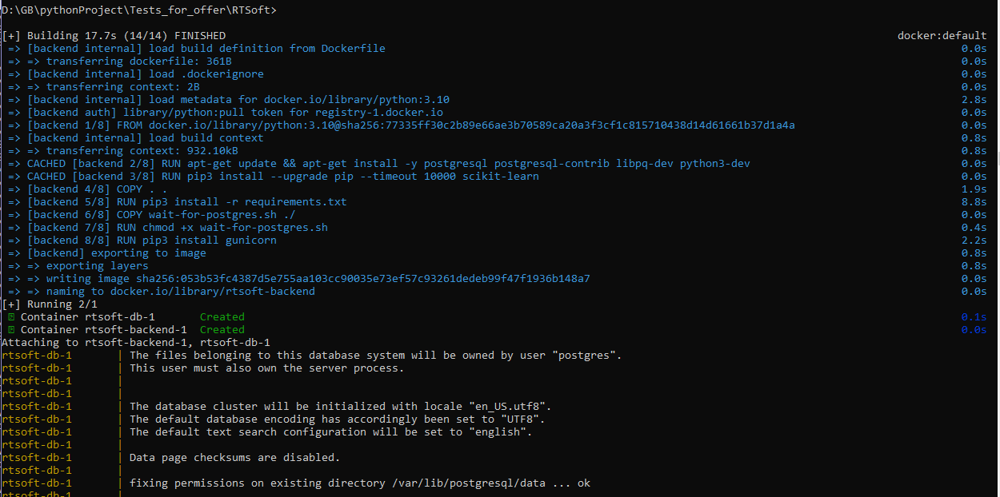 D:\GB\pythonProject\Tests_for_offer\RTSoft>
[+] Building 17.7s (14/14) FINISHED docker:default
=> [backend internal] load build definition from Dockerfile 0.0s
=> => transferring dockerfile: 361B 0.0s
=> [backend internal] load .dockerignore 0.0s
=> => transferring context: 2B 0.0s
=> [backend internal] load metadata for docker.io/library/python:3.10 2.8s
=> [backend auth] library/python:pull token for registry-1.docker.io 0.0s
=> [backend 1/8] FROM docker.io/library/python:3.10@sha256:77335ff30c2b89e66ae3b70589ca20a3f3cf1c815710438d14d61661b37d1a4a 0.0s
=> [backend internal] load build context 0.8s
=> => transferring context: 932.10kB 0.8s
=> CACHED [backend 2/8] RUN apt-get update && apt-get install -y postgresql postgresql-contrib libpq-dev python3-dev 0.0s
=> CACHED [backend 3/8] RUN pip3 install --upgrade pip --timeout 10000 scikit-learn 0.0s
=> [backend 4/8] COPY . . 1.9s
=> [backend 5/8] RUN pip3 install -r requirements.txt 8.8s
=> [backend 6/8] COPY wait-for-postgres.sh ./ 0.0s
=> [backend 7/8] RUN chmod +x wait-for-postgres.sh 0.4s
=> [backend 8/8] RUN pip3 install gunicorn 2.2s
=> [backend] exporting to image 0.8s
=> => exporting layers 0.8s
=> => writing image sha256:053b53fc4387d5e755aa103cc90035e73ef57c93261dedeb99f47f1936b148a7 0.0s
=> => naming to docker.io/library/rtsoft-backend 0.0s
[+] Running 2/1
Container rtsoft-db-1 Created 0.1s
Container rtsoft-backend-1 Created 0.0s
Attaching to rtsoft-backend-1, rtsoft-db-1
rtsoft-db-1 | The files belonging to this database system will be owned by user "postgres".
rtsoft-db-1 | This user must also own the server process.
rtsoft-db-1 |
rtsoft-db-1 |
rtsoft-db-1 | The database cluster will be initialized with locale "en_US.utf8".
rtsoft-db-1 | The default database encoding has accordingly been set to "UTF8".
rtsoft-db-1 | The default text search configuration will be set to "english".
rtsoft-db-1 |
rtsoft-db-1 | Data page checksums are disabled.
rtsoft-db-1 |
rtsoft-db-1 | fixing permissions on existing directory /var/lib/postgresql/data ... ok
rtsoft-db-1 |